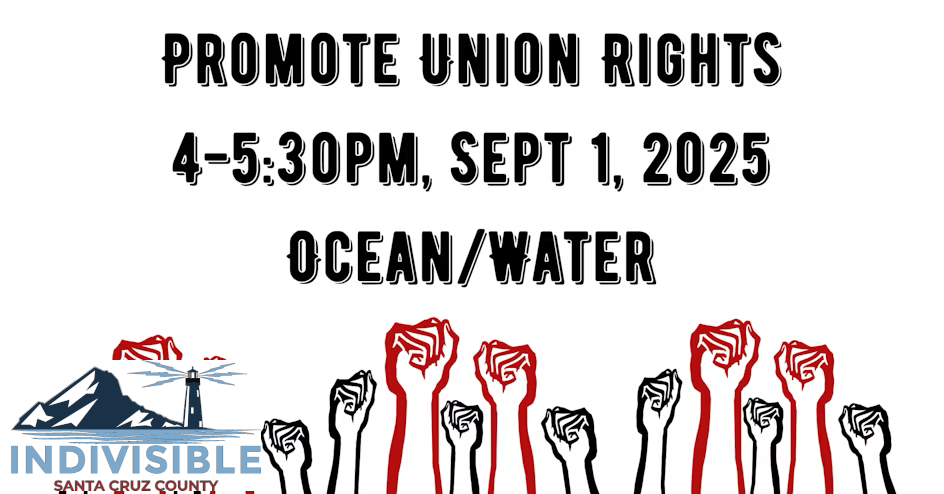 PROMOTE UNION RIGHTS
4-5:30PM, SEPT 1, 2025
OCEAN/WATER
INDIVISIBLE
SANTA CRUZ COUNTY